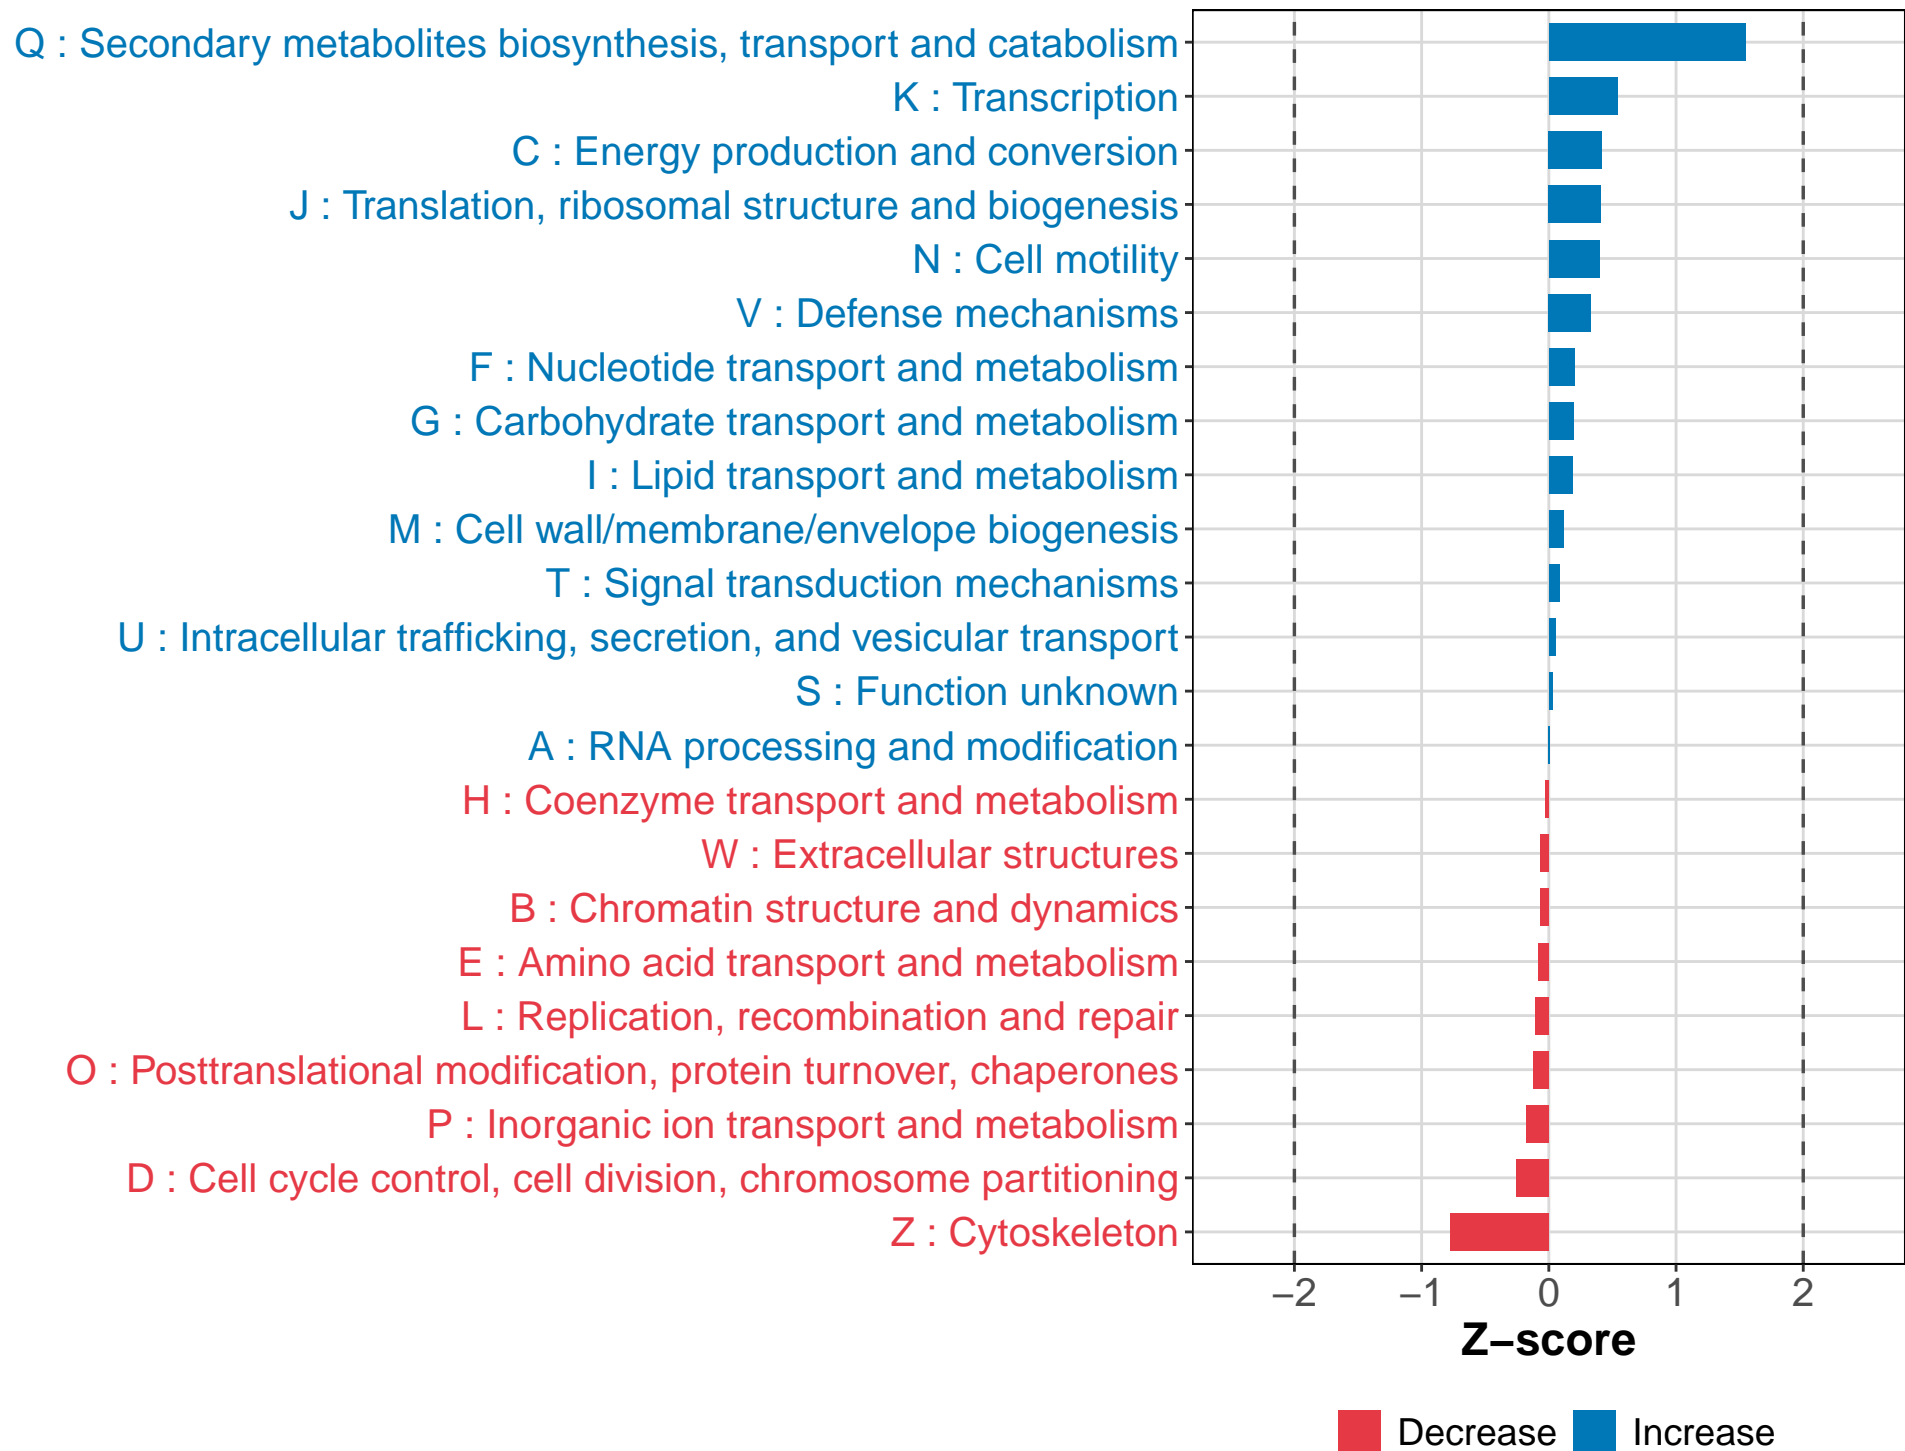 Q : Secondary metabolites biosynthesis, transport and catabolism
K : Transcription
C : Energy production and conversion
J : Translation, ribosomal structure and biogenesis
N : Cell motility
V : Defense mechanisms
F : Nucleotide transport and metabolism
G : Carbohydrate transport and metabolism
I : Lipid transport and metabolism
M : Cell wall/membrane/envelope biogenesis
T : Signal transduction mechanisms
U : Intracellular trafficking, secretion, and vesicular transport
S : Function unknown
A : RNA processing and modification
H : Coenzyme transport and metabolism
W : Extracellular structures
B : Chromatin structure and dynamics
E : Amino acid transport and metabolism
L : Replication, recombination and repair
O : Posttranslational modification, protein turnover, chaperones
P : Inorganic ion transport and metabolism
D : Cell cycle control, cell division, chromosome partitioning
Z : Cytoskeleton
−2 −1 0 1 2
Z−score
Decrease Increase